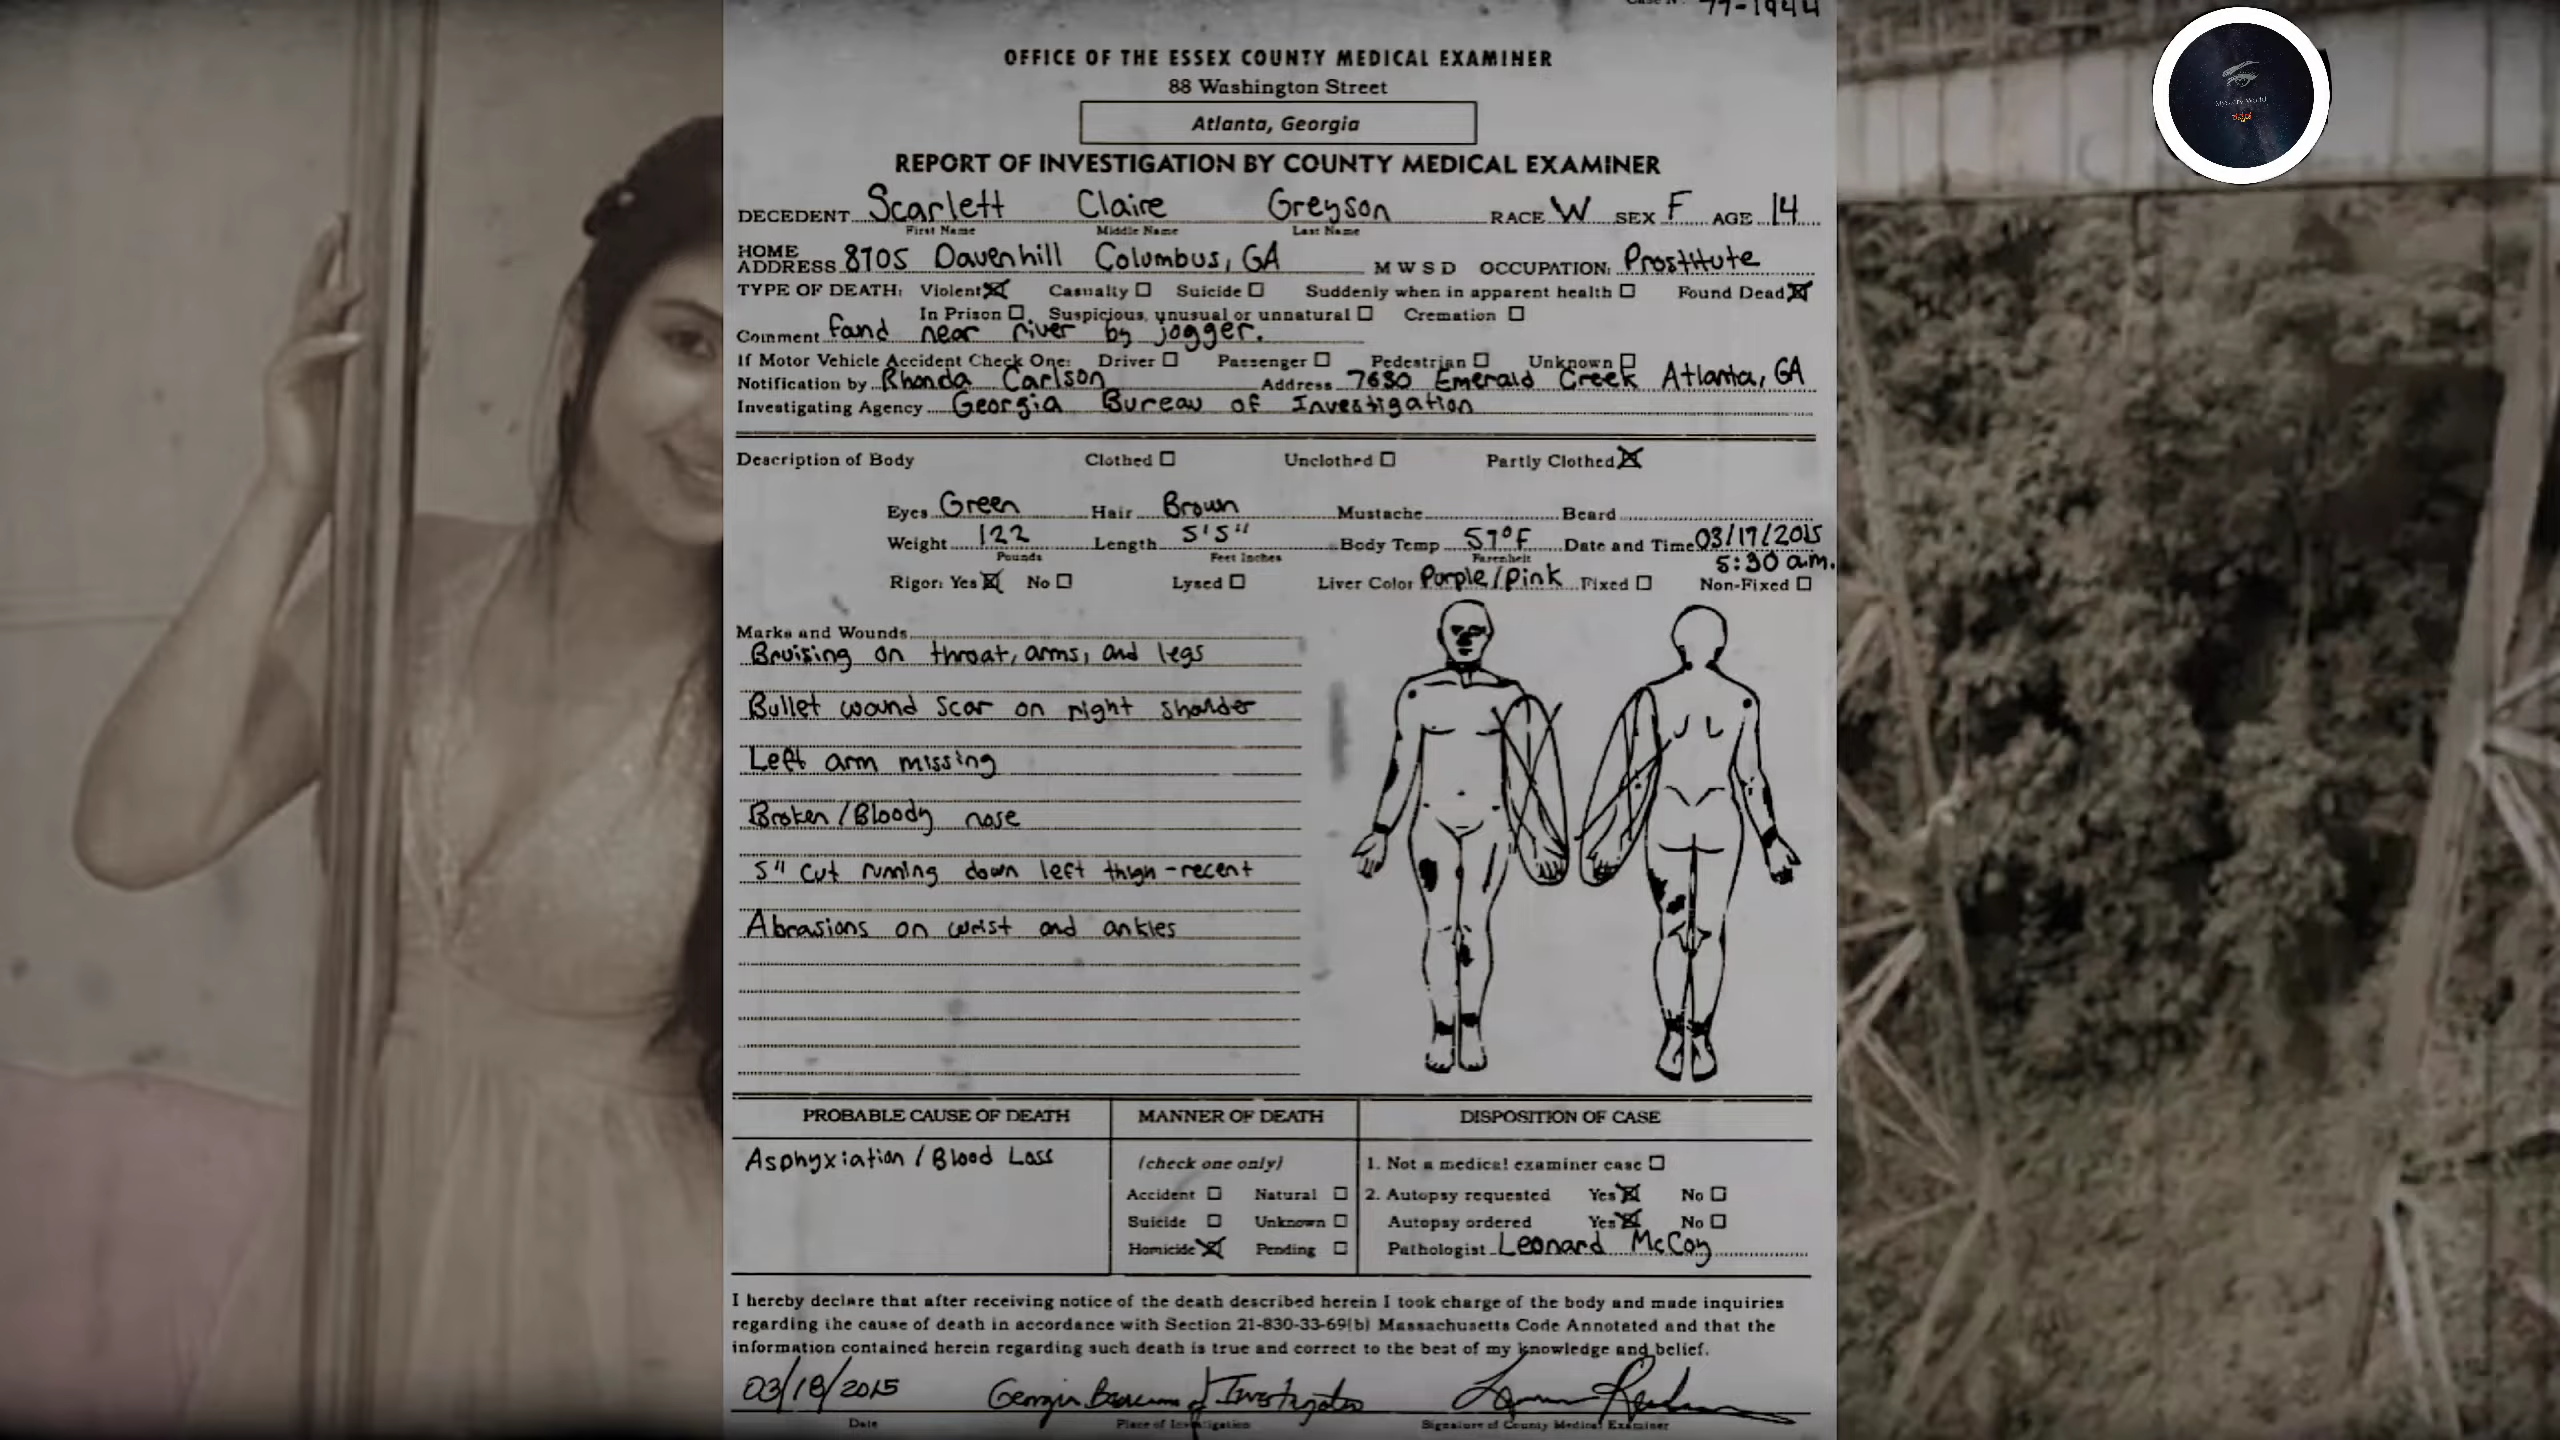 77-1944
OFFICE OF THE ESSEX COUNTY MEDICAL EXAMINER
88 Washington Street
Atlanta, Georgia
REPORT OF INVESTIGATION BY COUNTY MEDICAL EXAMINER
DECEDENT Scarlett Claire Greyson RACE W SEX F AGE 14
First Name Middle Name Last Name
HOME ADDRESS 8705 Davenhill Columbus, GA M W S D OCCUPATION: Prostitute
TYPE OF DEATH: Violent Casualty Suicide Suddenly when in apparent health Found Dead
In Prison Suspicious, unusual or unnatural Cremation
Comment fand near river by jogger.
If Motor Vehicle Accident Check One: Driver Passenger Pedestrian Unknown
Notification by Rhonda Carlson Address 7680 Emerald Creek Atlanta, GA
Investigating Agency Georgia Bureau of Investigation
Description of Body Clothed Unclothed Partly Clothed
Eyes Green Hair Brown Mustache Beard
Weight 122 Length 5'5" Body Temp 57°F Date and Time 03/17/2015
Pounds Feet Inches Farenheit 5:30 a.m.
Rigor: Yes No Lysed Liver Color Purple/pink Fixed Non-Fixed
Marks and Wounds
Bruising on throat, arms, and legs
Bullet wound scar on right sholder
Left arm missing
Broken/Bloody nose
5" cut running down left thigh - recent
Abrasions on wrist and ankles
PROBABLE CAUSE OF DEATH MANNER OF DEATH DISPOSITION OF CASE
Asphyxiation / Blood Loss (check one only) 1. Not a medical examiner case
Accident Natural 2. Autopsy requested Yes No
Suicide Unknown Autopsy ordered Yes No
Homicide Pending Pathologist Leonard McCoy
I hereby declare that after receiving notice of the death described herein I took charge of the body and made inquiries
regarding the cause of death in accordance with Section 21-830-33-69(b) Massachusetts Code Annotated and that the
information contained herein regarding such death is true and correct to the best of my knowledge and belief.
03/18/2015 Georgia Bureau of Investigation
Date Place of Investigation Signature of County Medical Examiner